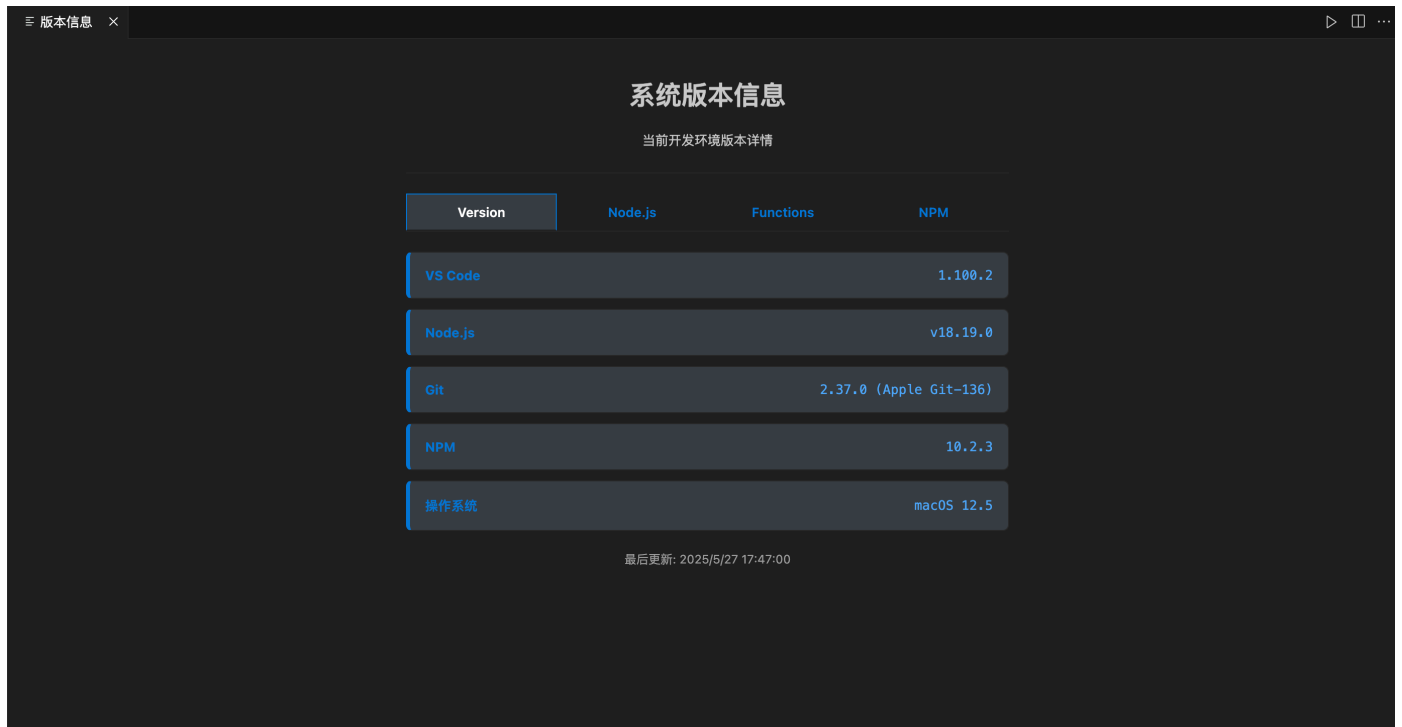 版本信息
系统版本信息
当前开发环境版本详情
Version Node.js Functions NPM
VS Code 1.100.2
Node.js v18.19.0
Git 2.37.0 (Apple Git-136)
NPM 10.2.3
操作系统 macOS 12.5
最后更新: 2025/5/27 17:47:00